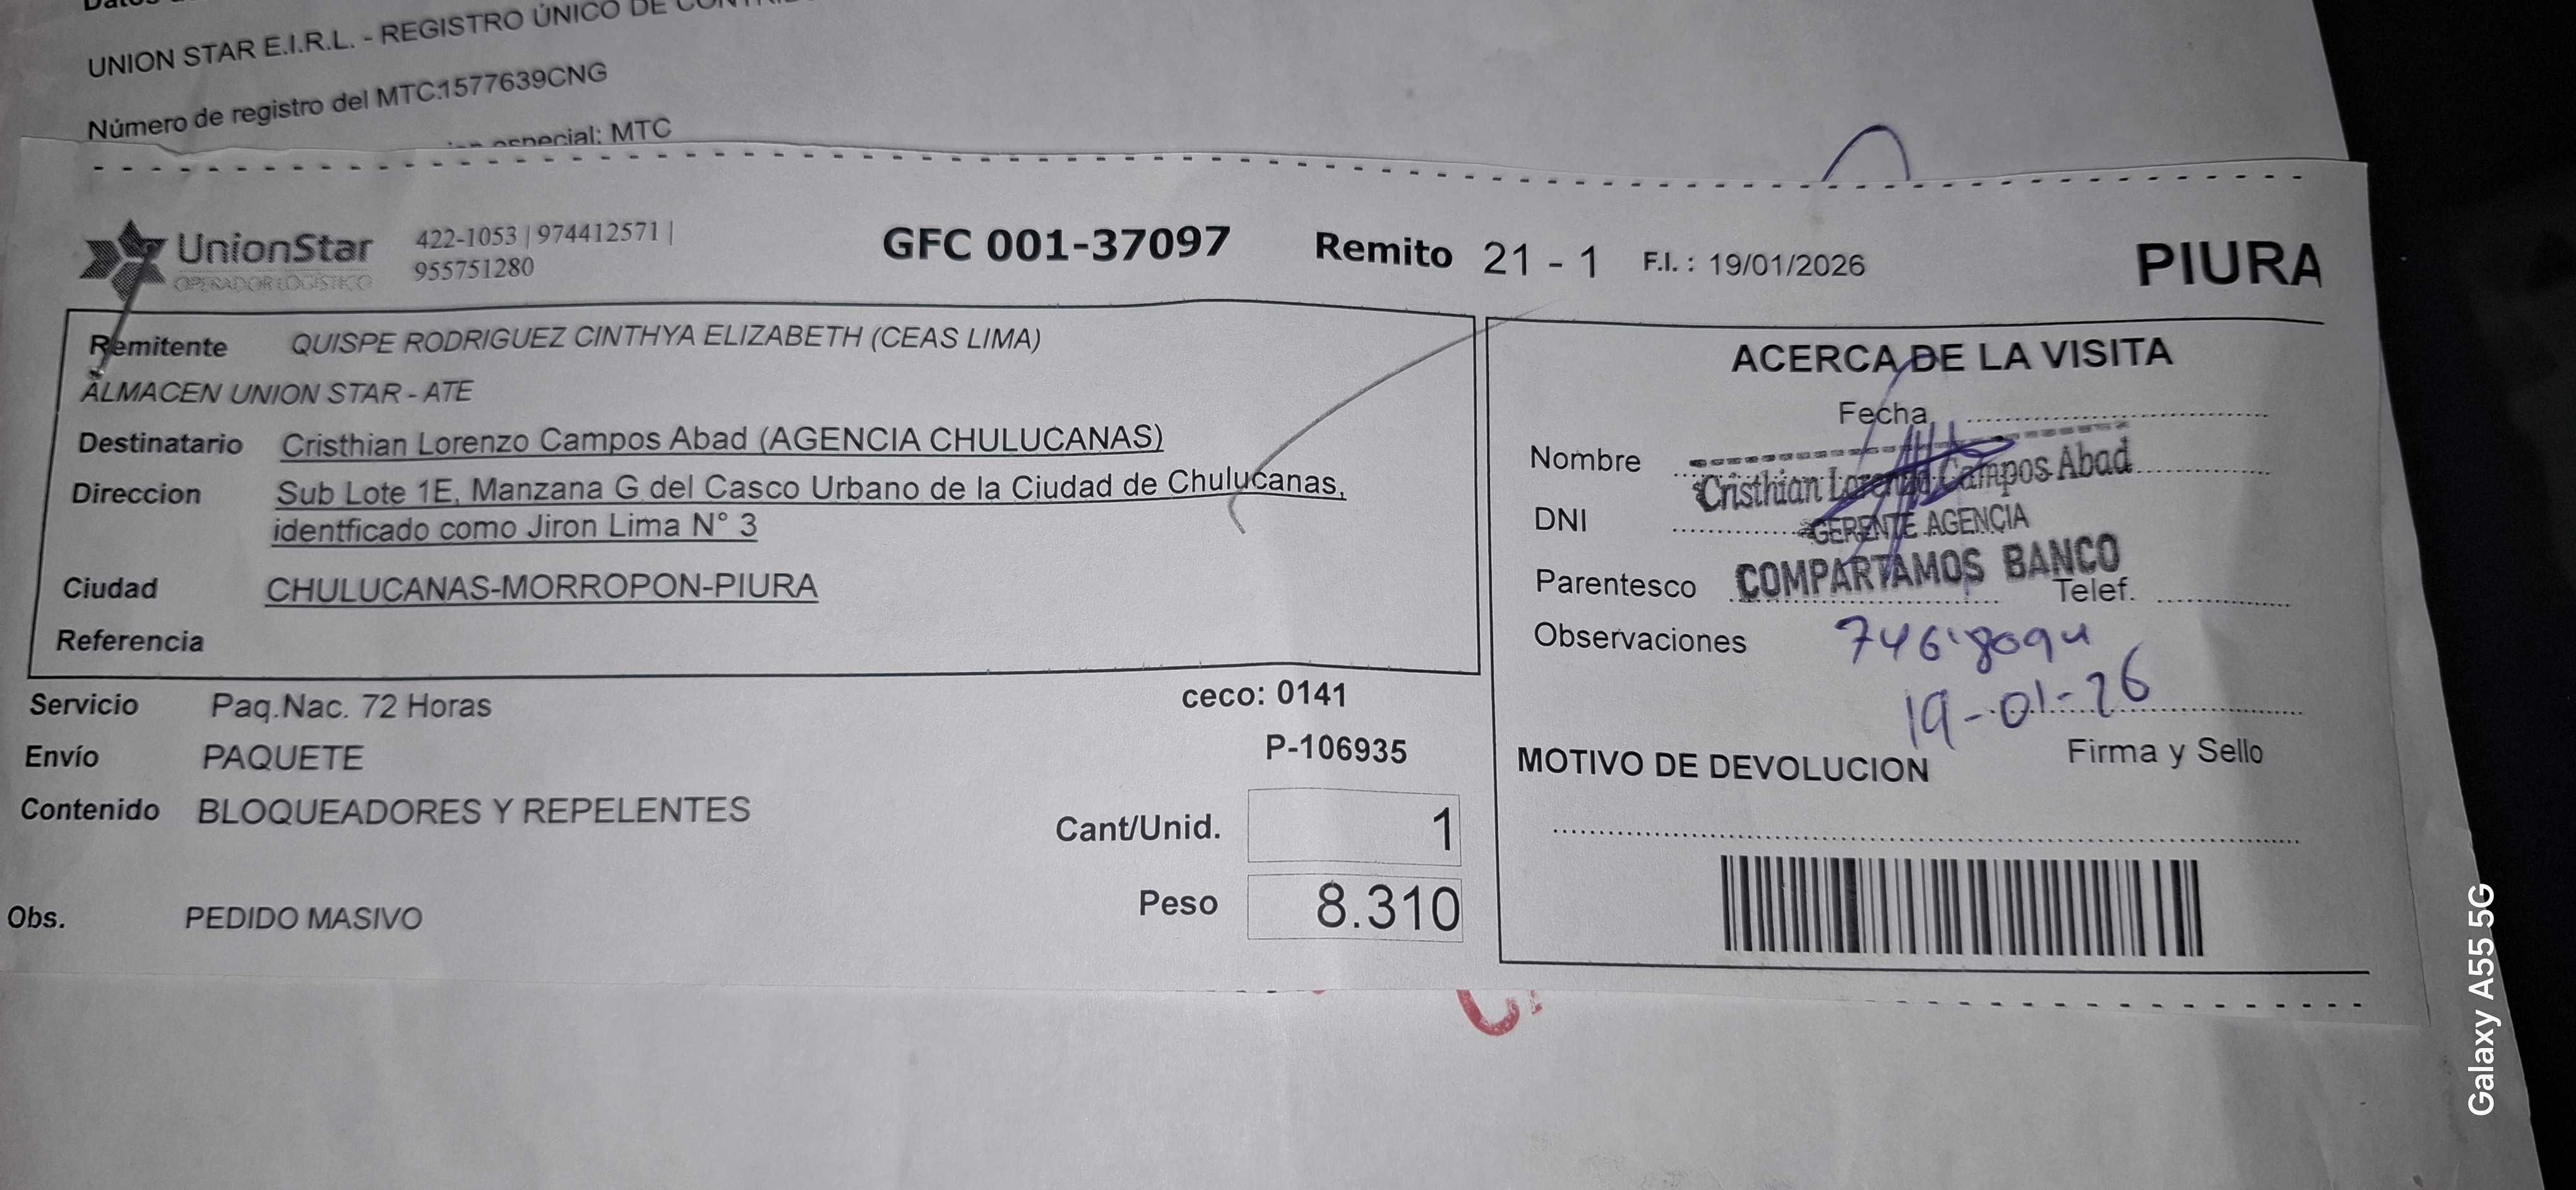 UNION STAR E.I.R.L. - REGISTRO ÚNICO DE
Número de registro del MTC:1577639CNG
especial: MTC
UnionStar
OPERADOR LOGÍSTICO
422-1053 | 974412571 |
955751280
GFC 001-37097
Remito 21 - 1
F.I. : 19/01/2026
PIURA
Remitente QUISPE RODRIGUEZ CINTHYA ELIZABETH (CEAS LIMA)
ALMACEN UNION STAR - ATE
Destinatario Cristhian Lorenzo Campos Abad (AGENCIA CHULUCANAS)
Direccion Sub Lote 1E, Manzana G del Casco Urbano de la Ciudad de Chulucanas,
identficado como Jiron Lima N° 3
Ciudad CHULUCANAS-MORROPON-PIURA
Referencia
Servicio Paq.Nac. 72 Horas
ceco: 0141
Envío PAQUETE
P-106935
Contenido BLOQUEADORES Y REPELENTES
Cant/Unid. 1
Peso 8.310
Obs. PEDIDO MASIVO
ACERCA DE LA VISITA
Fecha
Nombre
Cristhian Lorenzo Campos Abad
DNI
GERENTE AGENCIA
Parentesco
COMPARTAMOS BANCO
Telef.
Observaciones
19-01-26
Firma y Sello
MOTIVO DE DEVOLUCION
Galaxy A55 5G